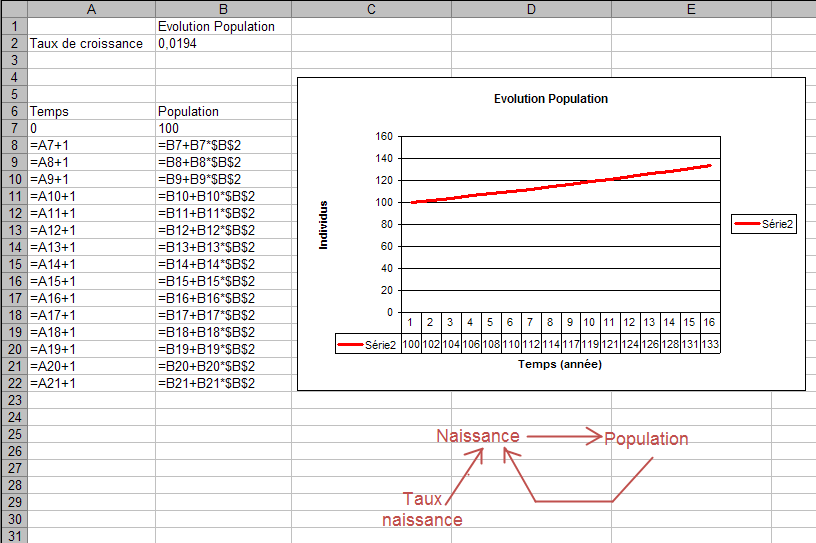 A B C D E
1 Evolution Population
2 Taux de croissance 0,0194
3
4
5
6 Temps Population
7 0 100
8 =A7+1 =B7+B7*$B$2
9 =A8+1 =B8+B8*$B$2
10 =A9+1 =B9+B9*$B$2
11 =A10+1 =B10+B10*$B$2
12 =A11+1 =B11+B11*$B$2
13 =A12+1 =B12+B12*$B$2
14 =A13+1 =B13+B13*$B$2
15 =A14+1 =B14+B14*$B$2
16 =A15+1 =B15+B15*$B$2
17 =A16+1 =B16+B16*$B$2
18 =A17+1 =B17+B17*$B$2
19 =A18+1 =B18+B18*$B$2
20 =A19+1 =B19+B19*$B$2
21 =A20+1 =B20+B20*$B$2
22 =A21+1 =B21+B21*$B$2
23
24
25
26
27
28
29
30
31
Evolution Population
Individus
160
140
120
100
80
60
40
20
0
1 2 3 4 5 6 7 8 9 10 11 12 13 14 15 16
Série2 100 102 104 106 108 110 112 114 117 119 121 124 126 128 131 133
Temps (année)
Série2
Naissance Population
Taux
naissance